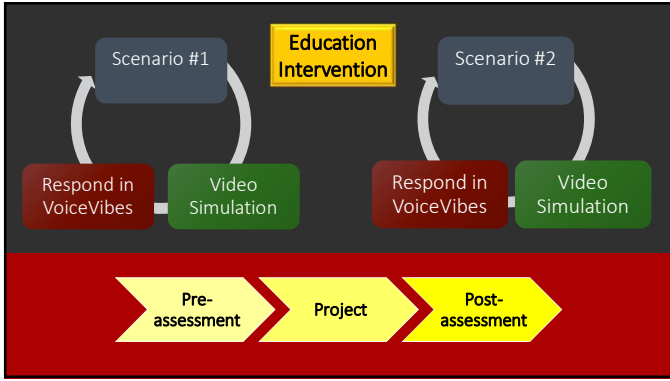 Scenario #1
Respond in
VoiceVibes
Video
Simulation
Education
Intervention
Scenario #2
Respond in
VoiceVibes
Video
Simulation
Pre-
assessment
Project
Post-
assessment